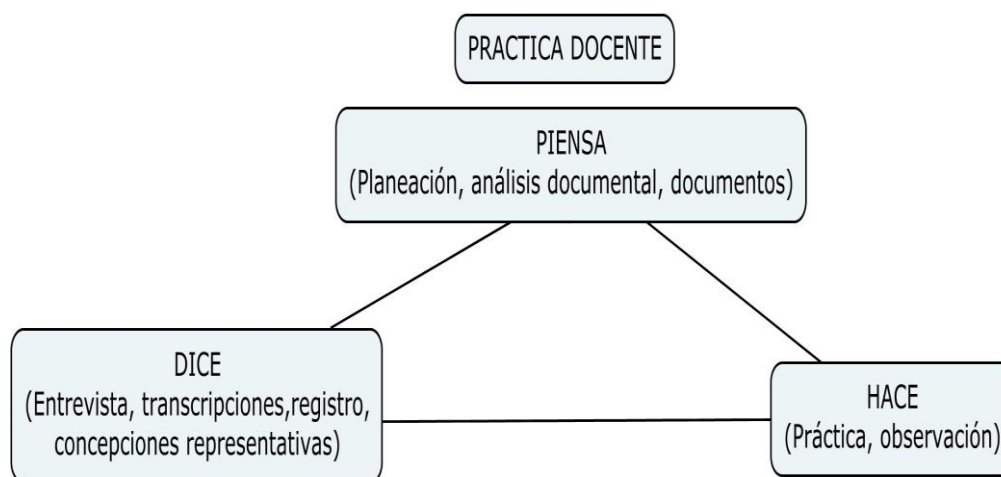 PRACTICA DOCENTE
PIENSA
(Planeación, análisis documental, documentos)
DICE
(Entrevista, transcripciones,registro,
concepciones representativas)
HACE
(Práctica, observación)